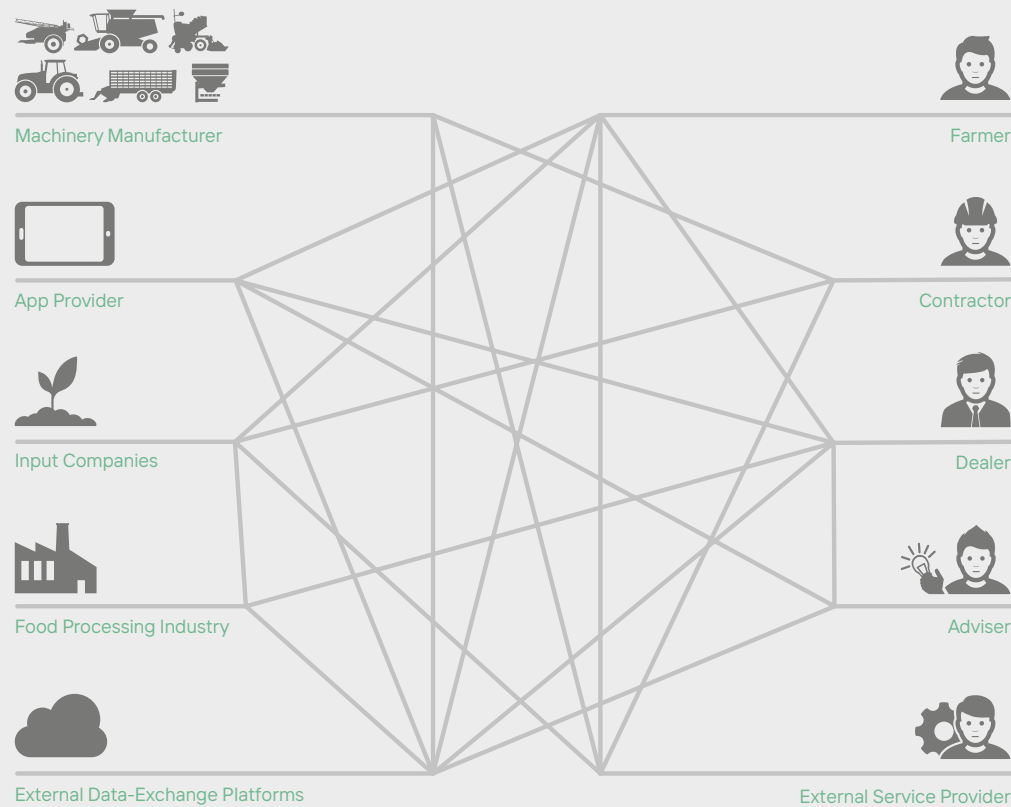 Machinery Manufacturer
Farmer
App Provider
Contractor
Input Companies
Dealer
Food Processing Industry
Adviser
External Data-Exchange Platforms
External Service Provider